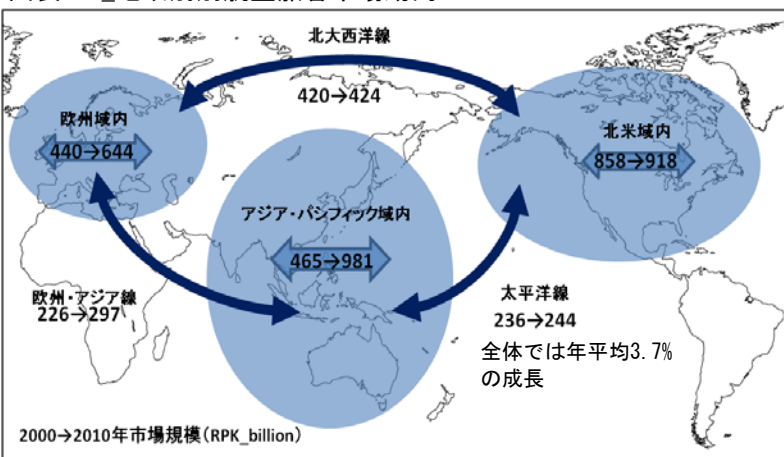 北大西洋線
420→424
欧州域内
440→644
北米域内
858→918
アジア・パシフィック域内
465→981
欧州・アジア線
226→297
太平洋線
236→244
全体では年平均3.7%
の成長
2000→2010年市場規模(RPK_billion)